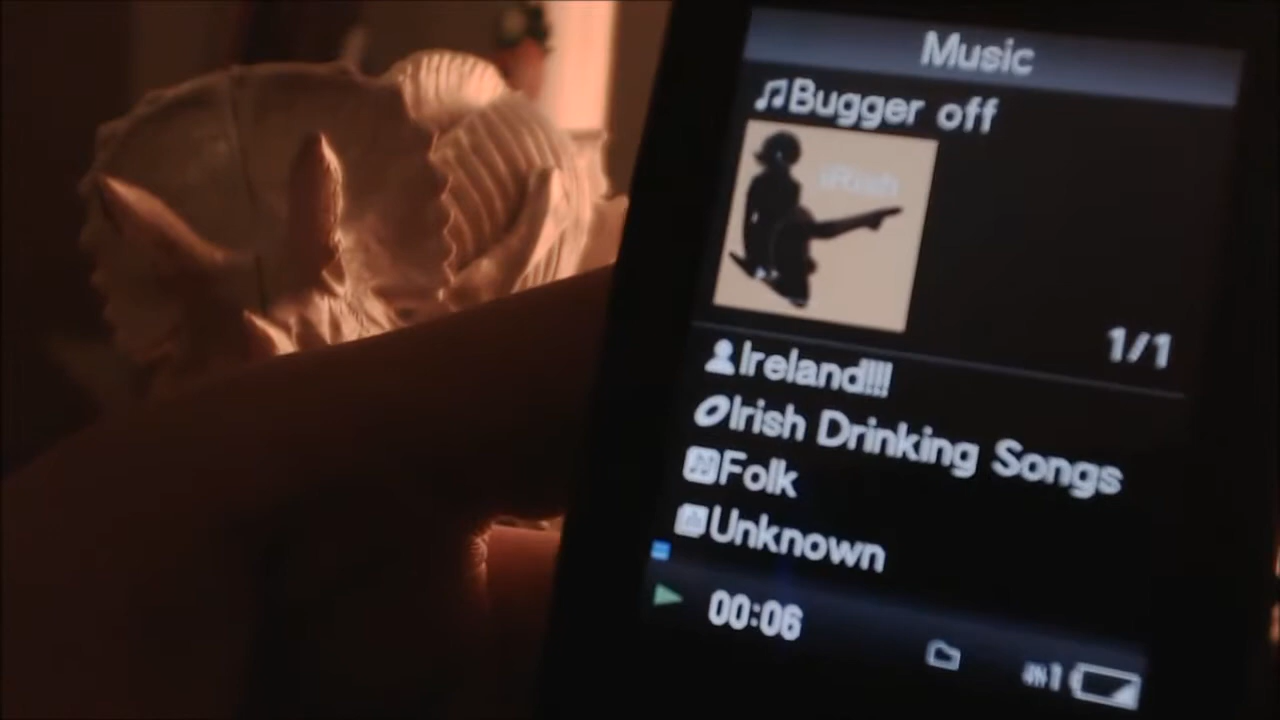 Music
Bugger off
1/1
Ireland!!!
Irish Drinking Songs
Folk
Unknown
00:06